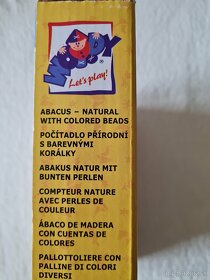 WOODY
®
Let's play!
ABACUS – NATURAL
WITH COLORED BEADS
POČÍTADLO PŘÍRODNÍ
S BAREVNÝMI
KORÁLKY
ABAKUS NATUR MIT
BUNTEN PERLEN
COMPTEUR NATURE
AVEC PERLES DE
COULEUR
ÁBACO DE MADERA
CON CUENTAS DE
COLORES
PALLOTTOLIERE CON
PALLINE DI COLORI
DIVERSI